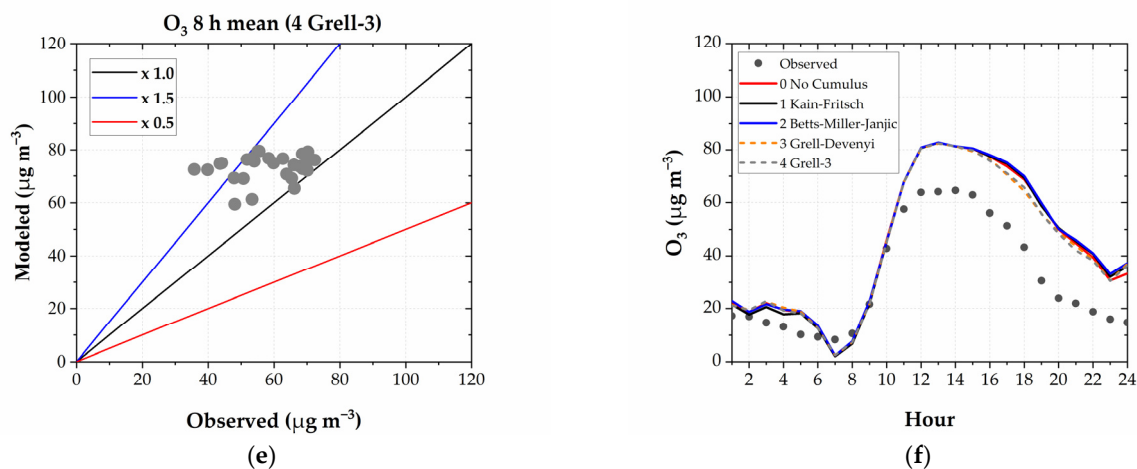 O3 8 h mean (4 Grell-3)
120
100
80
60
40
20
0
x 1.0
x 1.5
x 0.5
Modeled (μg m−3)
0 20 40 60 80 100 120
Observed (μg m−3)
(e)
120
100
80
60
40
20
0
Observed
0 No Cumulus
1 Kain-Fritsch
2 Betts-Miller-Janjic
3 Grell-Devenyi
4 Grell-3
O3 (μg m−3)
2 4 6 8 10 12 14 16 18 20 22 24
Hour
(f)